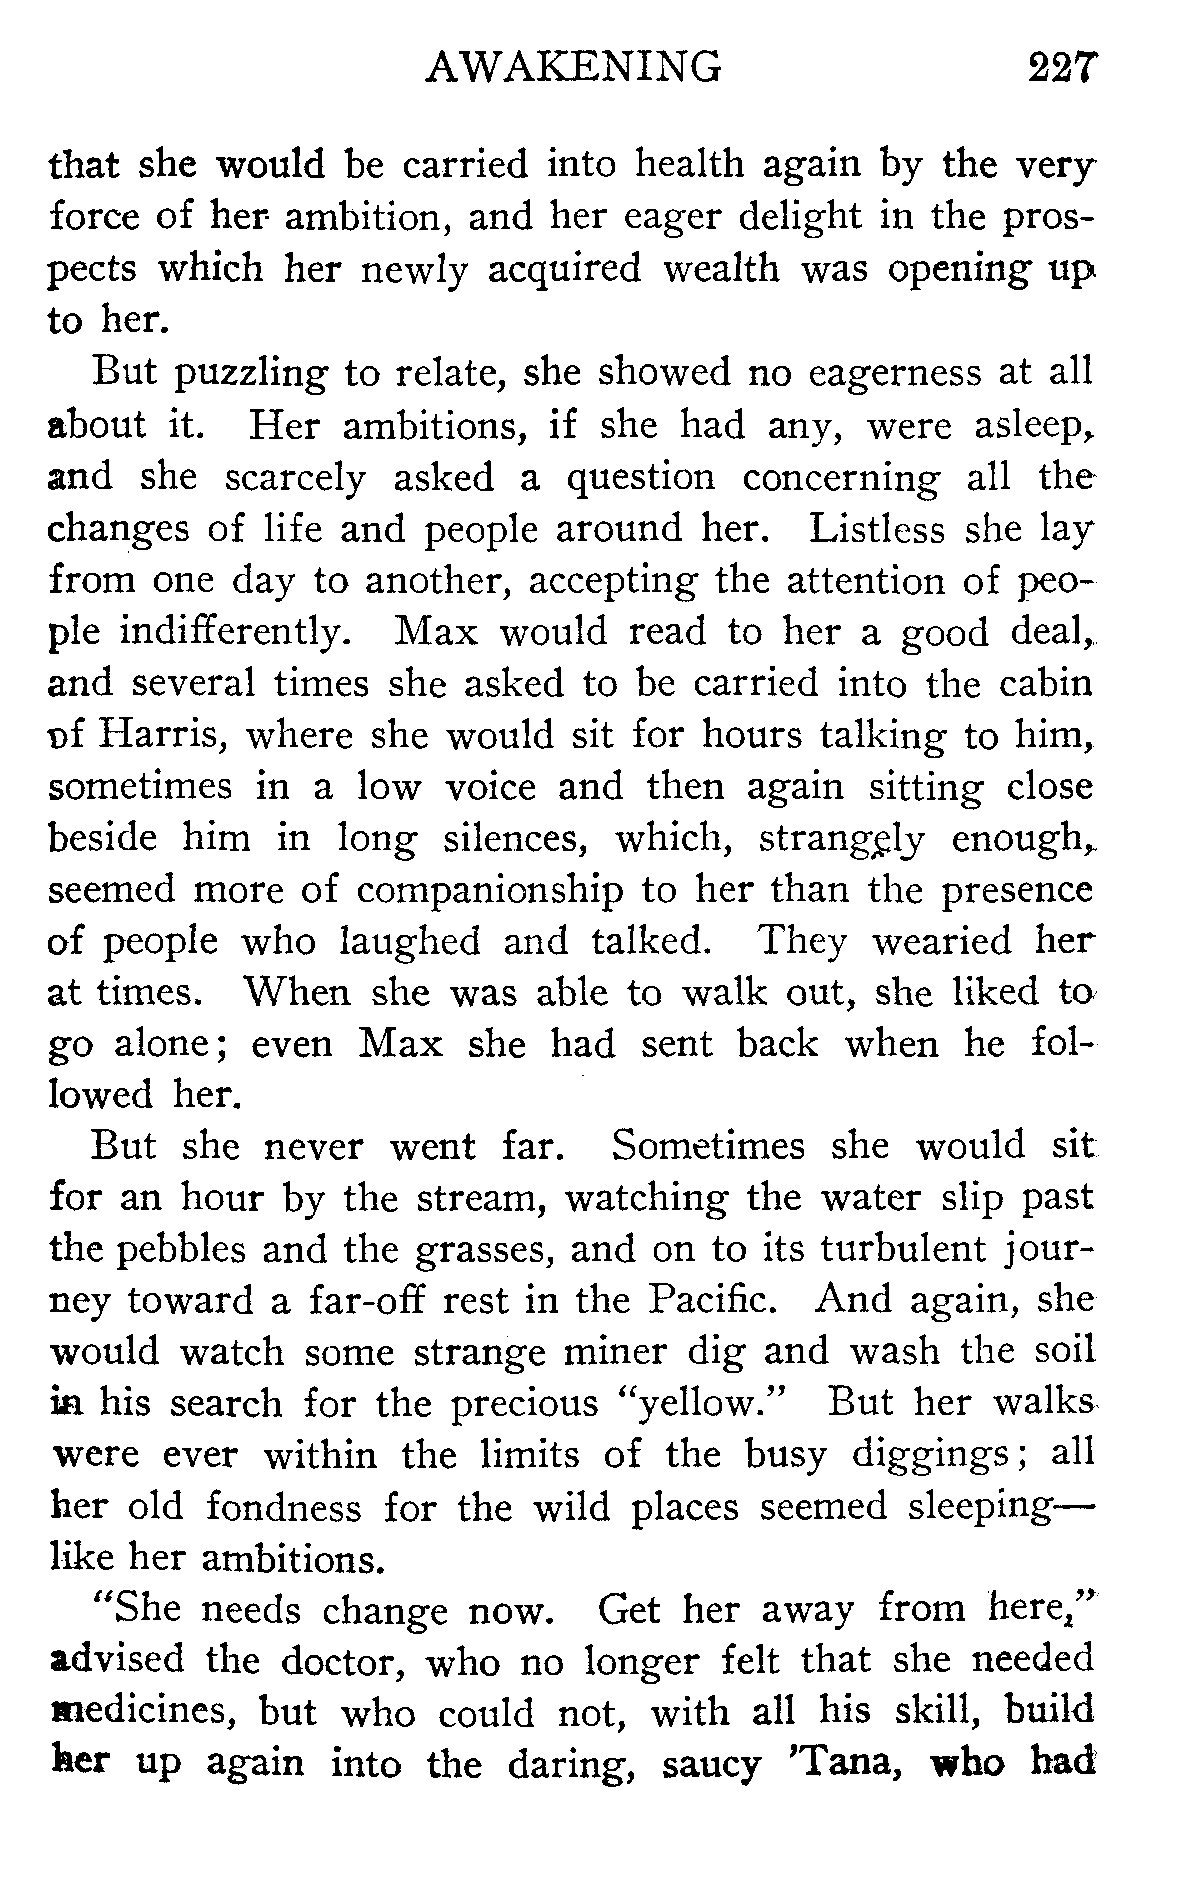 AWAKENING 227
that she would be carried into health again by the very
force of her ambition, and her eager delight in the pros-
pects which her newly acquired wealth was opening up
to her.
But puzzling to relate, she showed no eagerness at all
about it. Her ambitions, if she had any, were asleep,
and she scarcely asked a question concerning all the
changes of life and people around her. Listless she lay
from one day to another, accepting the attention of peo-
ple indifferently. Max would read to her a good deal,
and several times she asked to be carried into the cabin
of Harris, where she would sit for hours talking to him,
sometimes in a low voice and then again sitting close
beside him in long silences, which, strangely enough,
seemed more of companionship to her than the presence
of people who laughed and talked. They wearied her
at times. When she was able to walk out, she liked to
go alone; even Max she had sent back when he fol-
lowed her.
But she never went far. Sometimes she would sit
for an hour by the stream, watching the water slip past
the pebbles and the grasses, and on to its turbulent jour-
ney toward a far-off rest in the Pacific. And again, she
would watch some strange miner dig and wash the soil
in his search for the precious "yellow." But her walks
were ever within the limits of the busy diggings; all
her old fondness for the wild places seemed sleeping—
like her ambitions.
"She needs change now. Get her away from here,"
advised the doctor, who no longer felt that she needed
medicines, but who could not, with all his skill, build
her up again into the daring, saucy 'Tana, who had